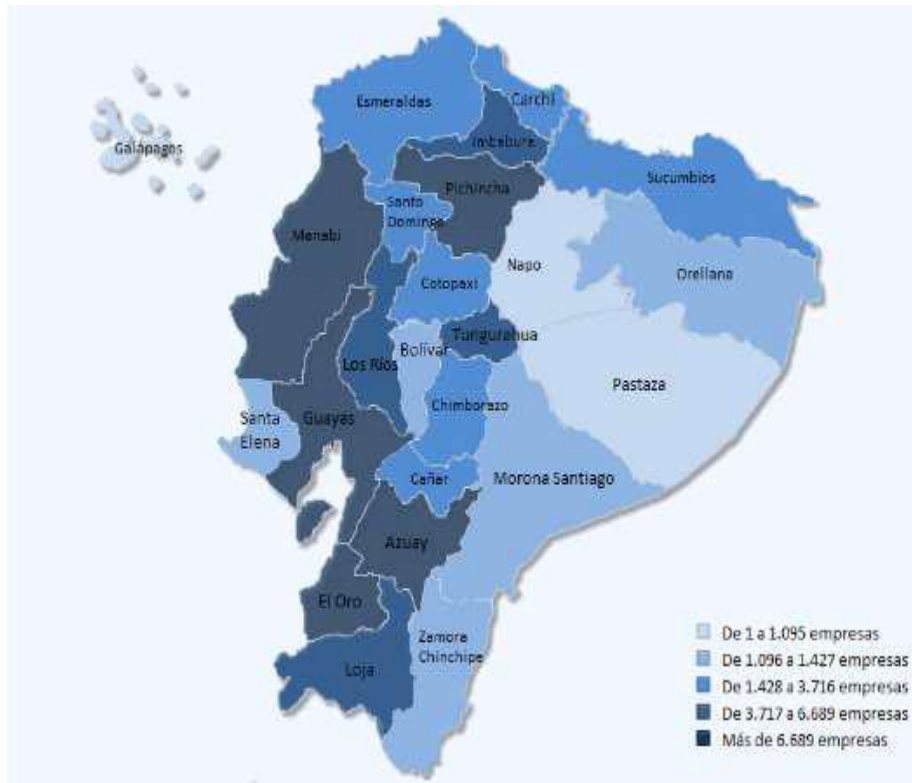 Esmeraldas
Carchi
Imbabura
Galápagos
Sucumbios
Pichincha
Santo
Domingo
Manabi
Napo
Orellana
Cotopaxi
Tungurahua
Bolívar
Los Ríos
Pastaza
Chimborazo
Santa
Elena
Guayas
Cañar
Morona Santiago
Azuay
El Oro
Zamora
Chinchipe
Loja
De 1 a 1.095 empresas
De 1.096 a 1.427 empresas
De 1.428 a 3.716 empresas
De 3.717 a 6.689 empresas
Más de 6.689 empresas